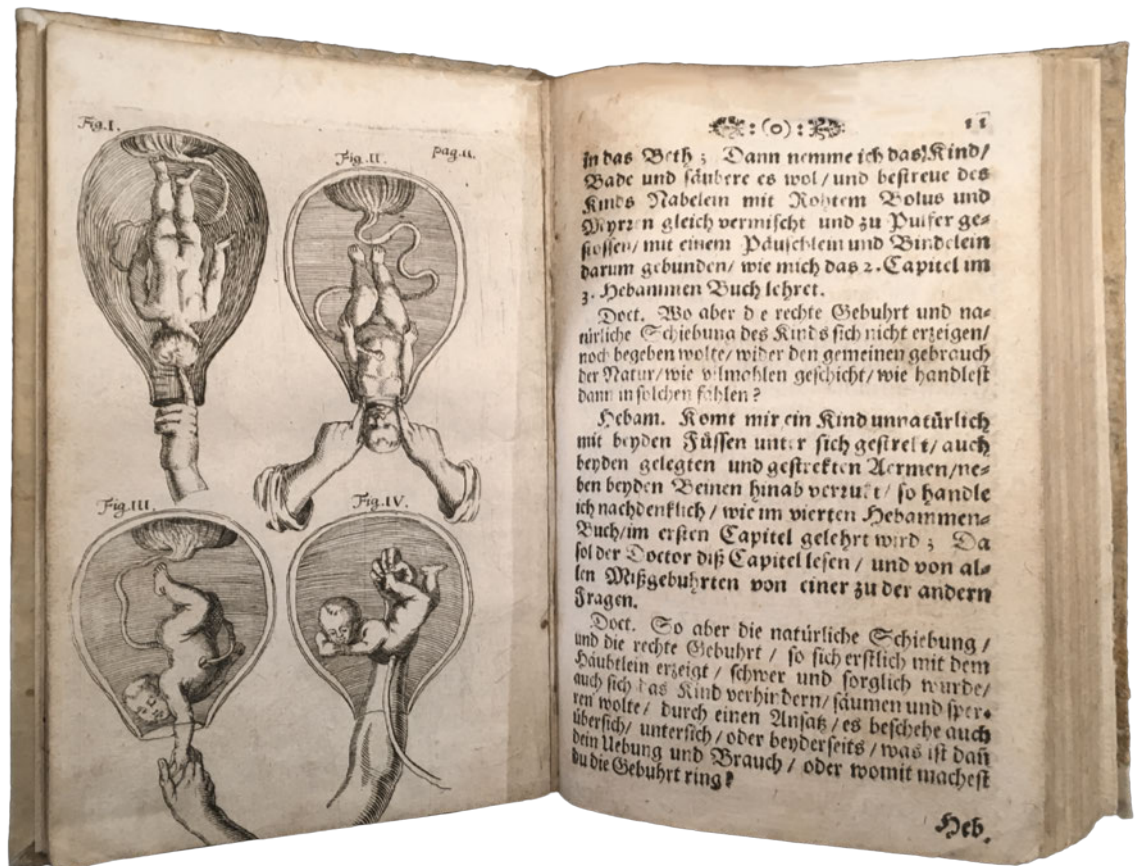 Fig.I.
Fig.II.
pag.11.
Fig.III.
Fig.IV.
:(o):
11
in das Beth; Dann nemme ich das Kind/
Bade und säubere es wol/ und bestreue des
Kinds Nabelein mit Rohtem Bolus und
Myrren gleich vermischt und zu Pulfer ge-
stossen/ mit einem Päuschlein und Bindelein
darum gebunden/ wie mich das 2. Capitel im
3. Hebammen Buch lehret.
Doct. Wo aber die rechte Gebuhrt und na-
türliche Schiebung des Kinds sich nicht erzeigen/
noch begeben wolte/ wider den gemeinen gebrauch
der Natur/ wie vilmahlen geschicht/ wie handlest
dann in solchen fählen?
Hebam. Komt mir ein Kind unnatürlich
mit beyden Füssen unter sich gestrekt/ auch
beyden gelegten und gestrekten Aermen/ ne-
ben beyden Beinen hinab verrukt/ so handle
ich nachdenklich/ wie im vierten Hebammen-
Buch/ im ersten Capitel gelehrt wird; Da
sol der Doctor diß Capitel lesen/ und von al-
len Mißgebuhrten von einer zu der andern
Fragen.
Doct. So aber die natürliche Schiebung/
und die rechte Gebuhrt/ so sich erstlich mit dem
Häubtlein erzeigt/ schwer und sorglich wurde/
auch sich das Kind verhindern/ säumen und sper-
ren wolte/ durch einen Ansatz/ es beschehe auch
übersich/ untersich/ oder beyderseits/ was ist dañ
dein Uebung und Brauch/ oder womit machest
du die Gebuhrt ring?
Heb.